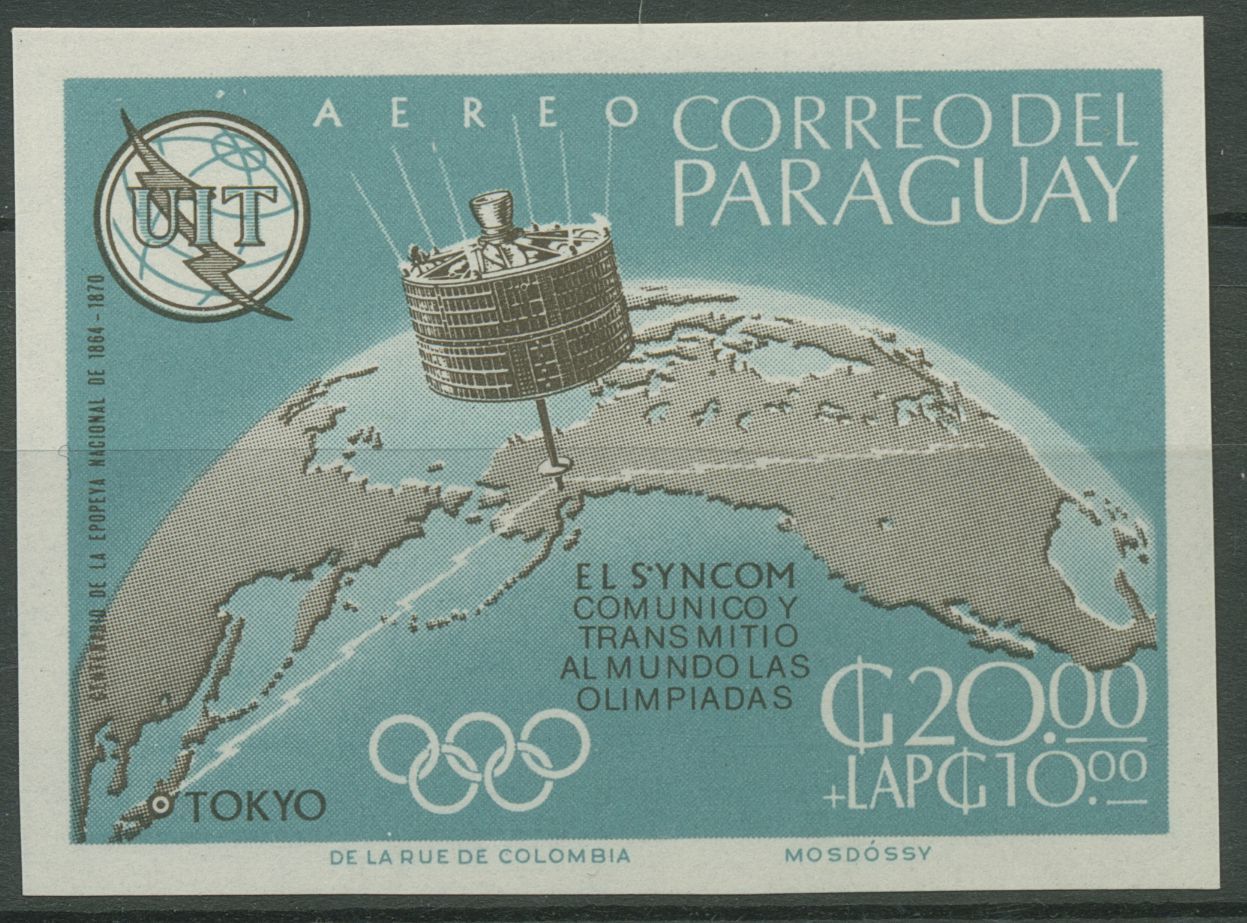 AEREO
CORREO DEL
PARAGUAY
UIT
CENTENARIO DE LA EPOPEYA NACIONAL DE 1864-1870
EL SYNCOM
COMUNICO Y
TRANSMITIO
AL MUNDO LAS
OLIMPIADAS
₲20.00
+LAP₲10.00
TOKYO
DE LA RUE DE COLOMBIA
MOSDÓSSY